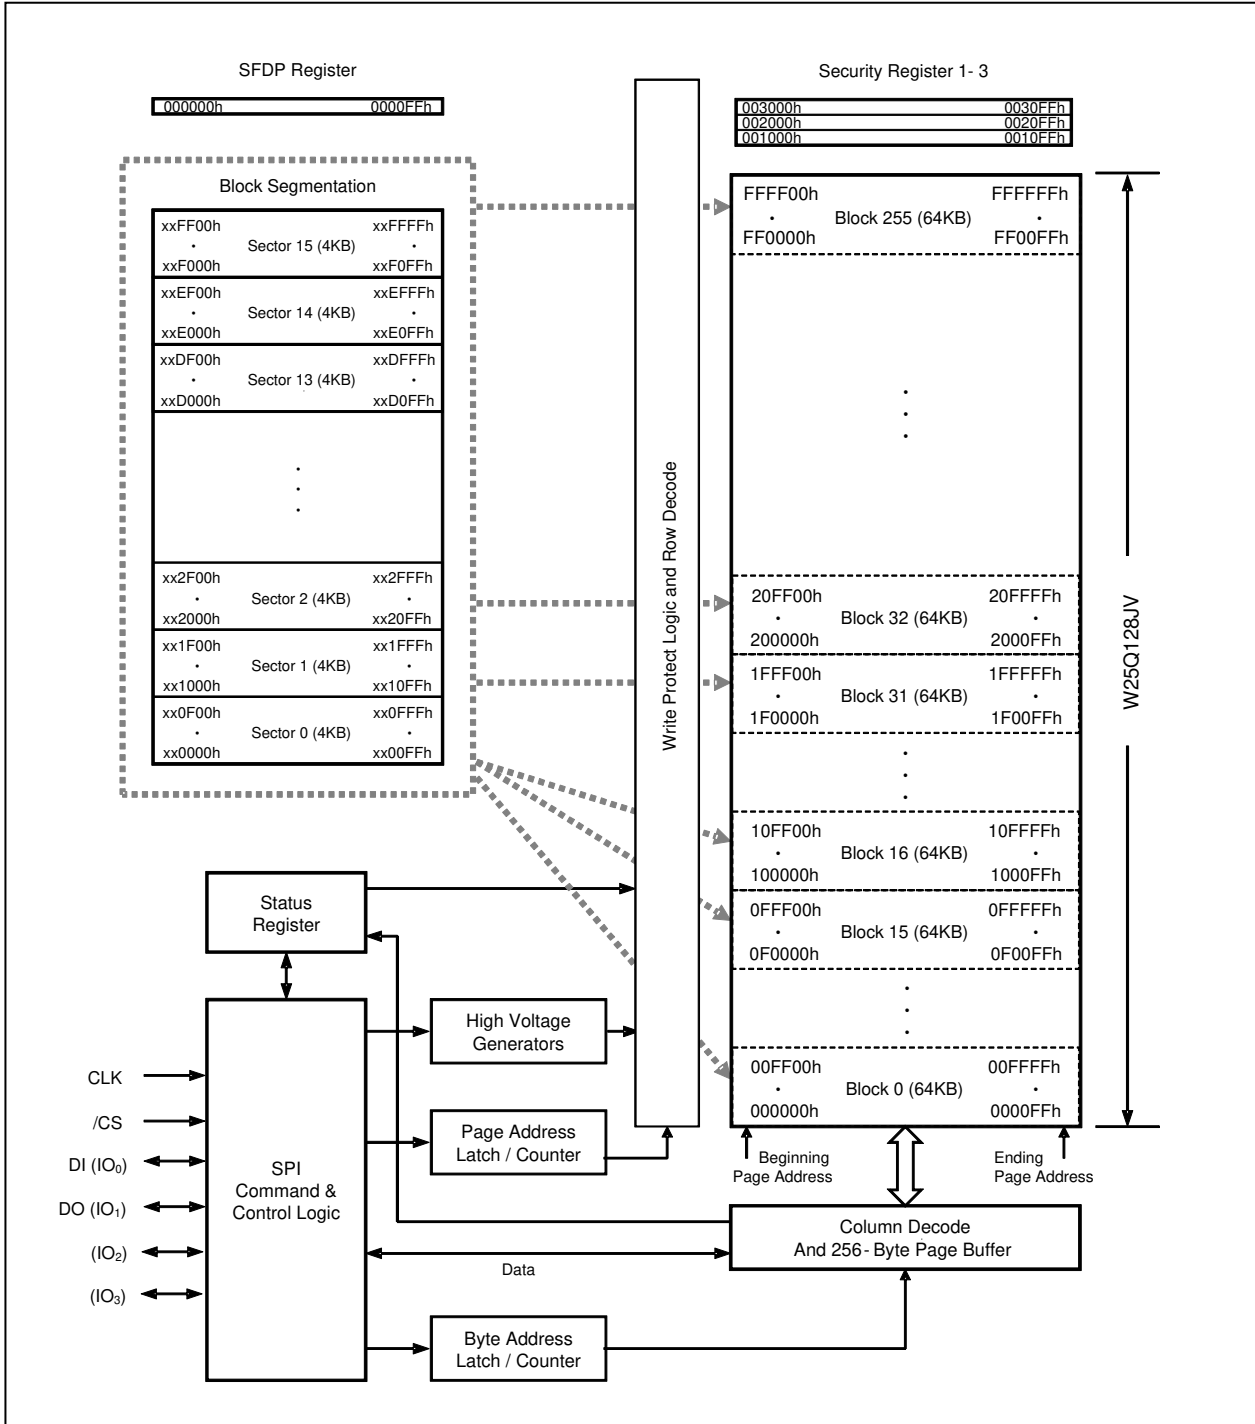 SFDP Register
000000h 0000FFh
Security Register 1- 3
003000h 0030FFh
002000h 0020FFh
001000h 0010FFh
Block Segmentation
xxFF00h xxFFFFh
Sector 15 (4KB)
xxF000h xxF0FFh
xxEF00h xxEFFFh
Sector 14 (4KB)
xxE000h xxE0FFh
xxDF00h xxDFFFh
Sector 13 (4KB)
xxD000h xxD0FFh
xx2F00h xx2FFFh
Sector 2 (4KB)
xx2000h xx20FFh
xx1F00h xx1FFFh
Sector 1 (4KB)
xx1000h xx10FFh
xx0F00h xx0FFFh
Sector 0 (4KB)
xx0000h xx00FFh
Write Protect Logic and Row Decode
FFFF00h FFFFFFh
Block 255 (64KB)
FF0000h FF00FFh
20FF00h 20FFFFh
Block 32 (64KB)
200000h 2000FFh
1FFF00h 1FFFFFh
Block 31 (64KB)
1F0000h 1F00FFh
10FF00h 10FFFFh
Block 16 (64KB)
100000h 1000FFh
0FFF00h 0FFFFFh
Block 15 (64KB)
0F0000h 0F00FFh
00FF00h 00FFFFh
Block 0 (64KB)
000000h 0000FFh
W25Q128JV
Beginning
Page Address
Ending
Page Address
Status
Register
High Voltage
Generators
CLK
/CS
DI (IO₀)
DO (IO₁)
(IO₂)
(IO₃)
SPI
Command &
Control Logic
Page Address
Latch / Counter
Column Decode
And 256- Byte Page Buffer
Data
Byte Address
Latch / Counter